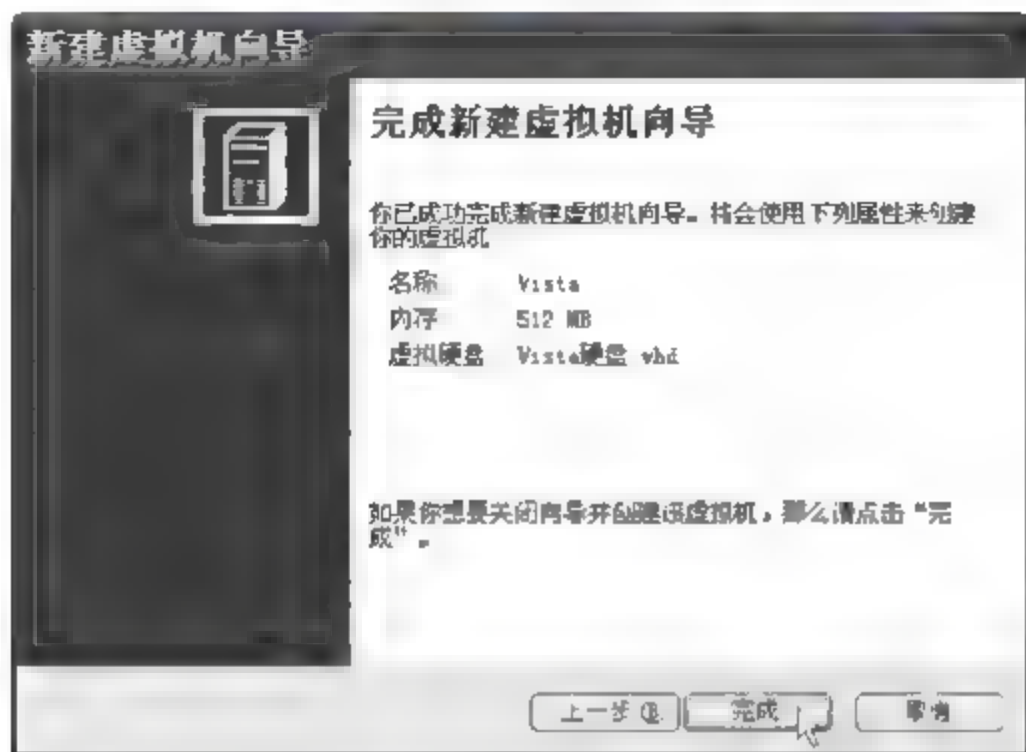 新建虚拟机向导
完成新建虚拟机向导
你已成功完成新建虚拟机向导。将会使用下列属性来创建
你的虚拟机
名称 Vista
内存 512 MB
虚拟硬盘 Vista硬盘 vhd
如果你想要关闭向导并创建该虚拟机，那么请点击“完
成”。
上一步(B) 完成 取消